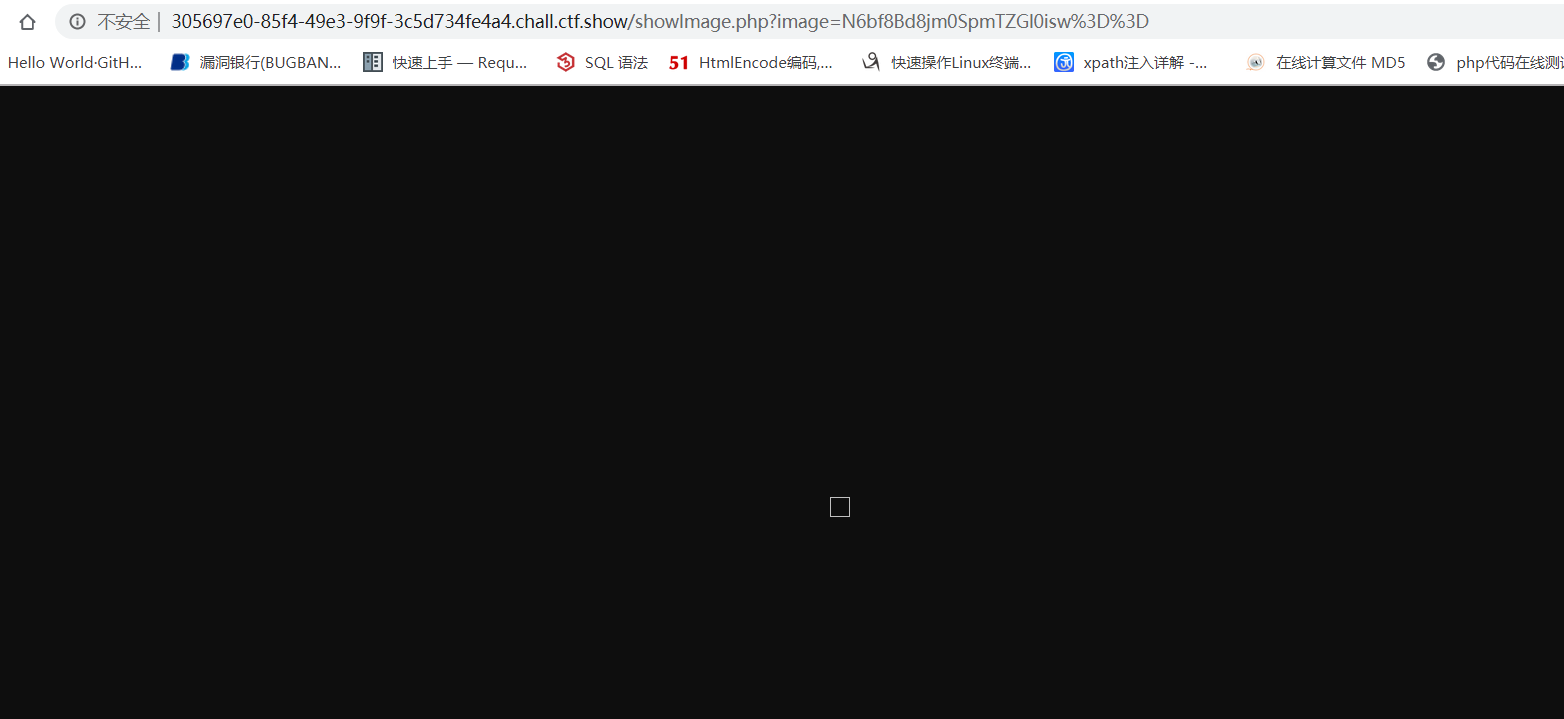 不安全 | 305697e0-85f4-49e3-9f9f-3c5d734fe4a4.chall.ctf.show/showImage.php?image=N6bf8Bd8jm0SpmTZGl0isw%3D%3D
Hello World·GitH... 漏洞银行(BUGBAN... 快速上手 — Requ... SQL 语法 51 HtmlEncode编码,... 快速操作Linux终端... xpath注入详解 -... 在线计算文件 MD5 php代码在线测试